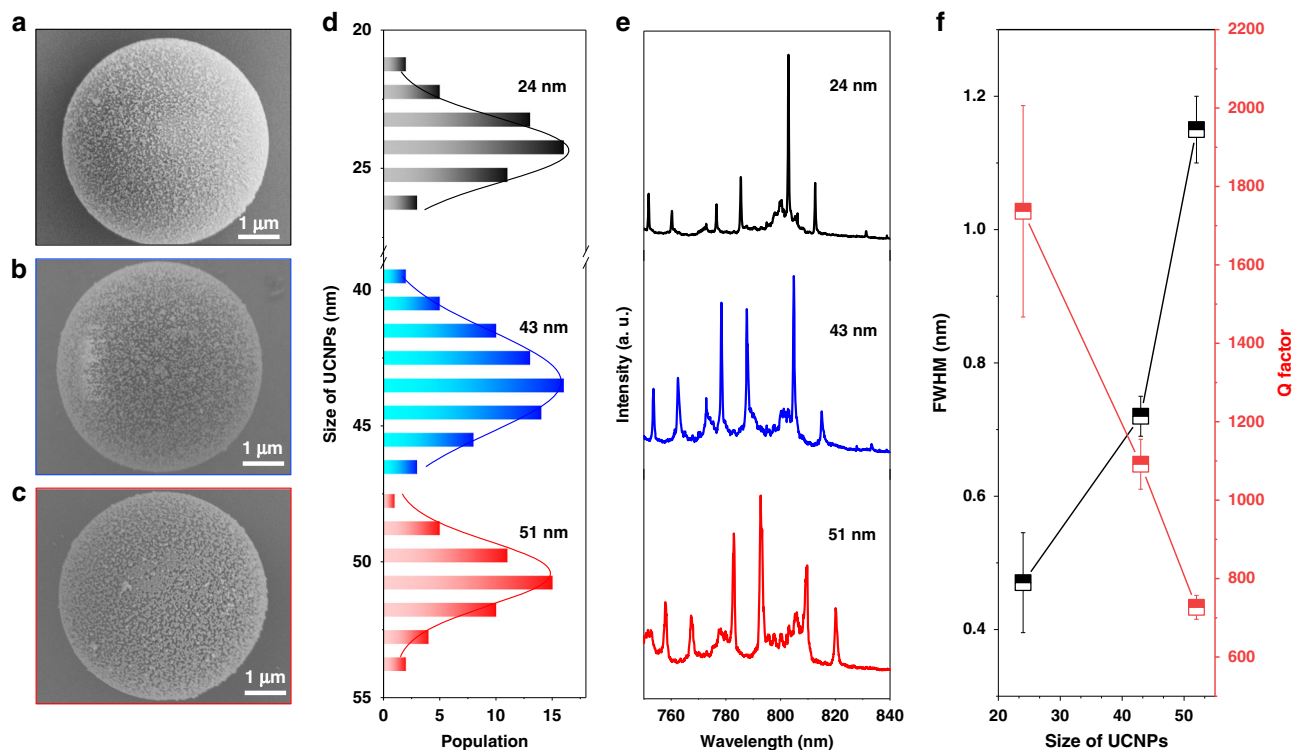 a
1 μm
b
1 μm
c
1 μm
d
20
25
40
45
50
55
Size of UCNPs (nm)
24 nm
43 nm
51 nm
0 5 10 15
Population
e
Intensity (a. u.)
24 nm
43 nm
51 nm
760 780 800 820 840
Wavelength (nm)
f
FWHM (nm)
1.2
1.0
0.8
0.6
0.4
2200
2000
1800
1600
1400
1200
1000
800
600
Q factor
20 30 40 50
Size of UCNPs